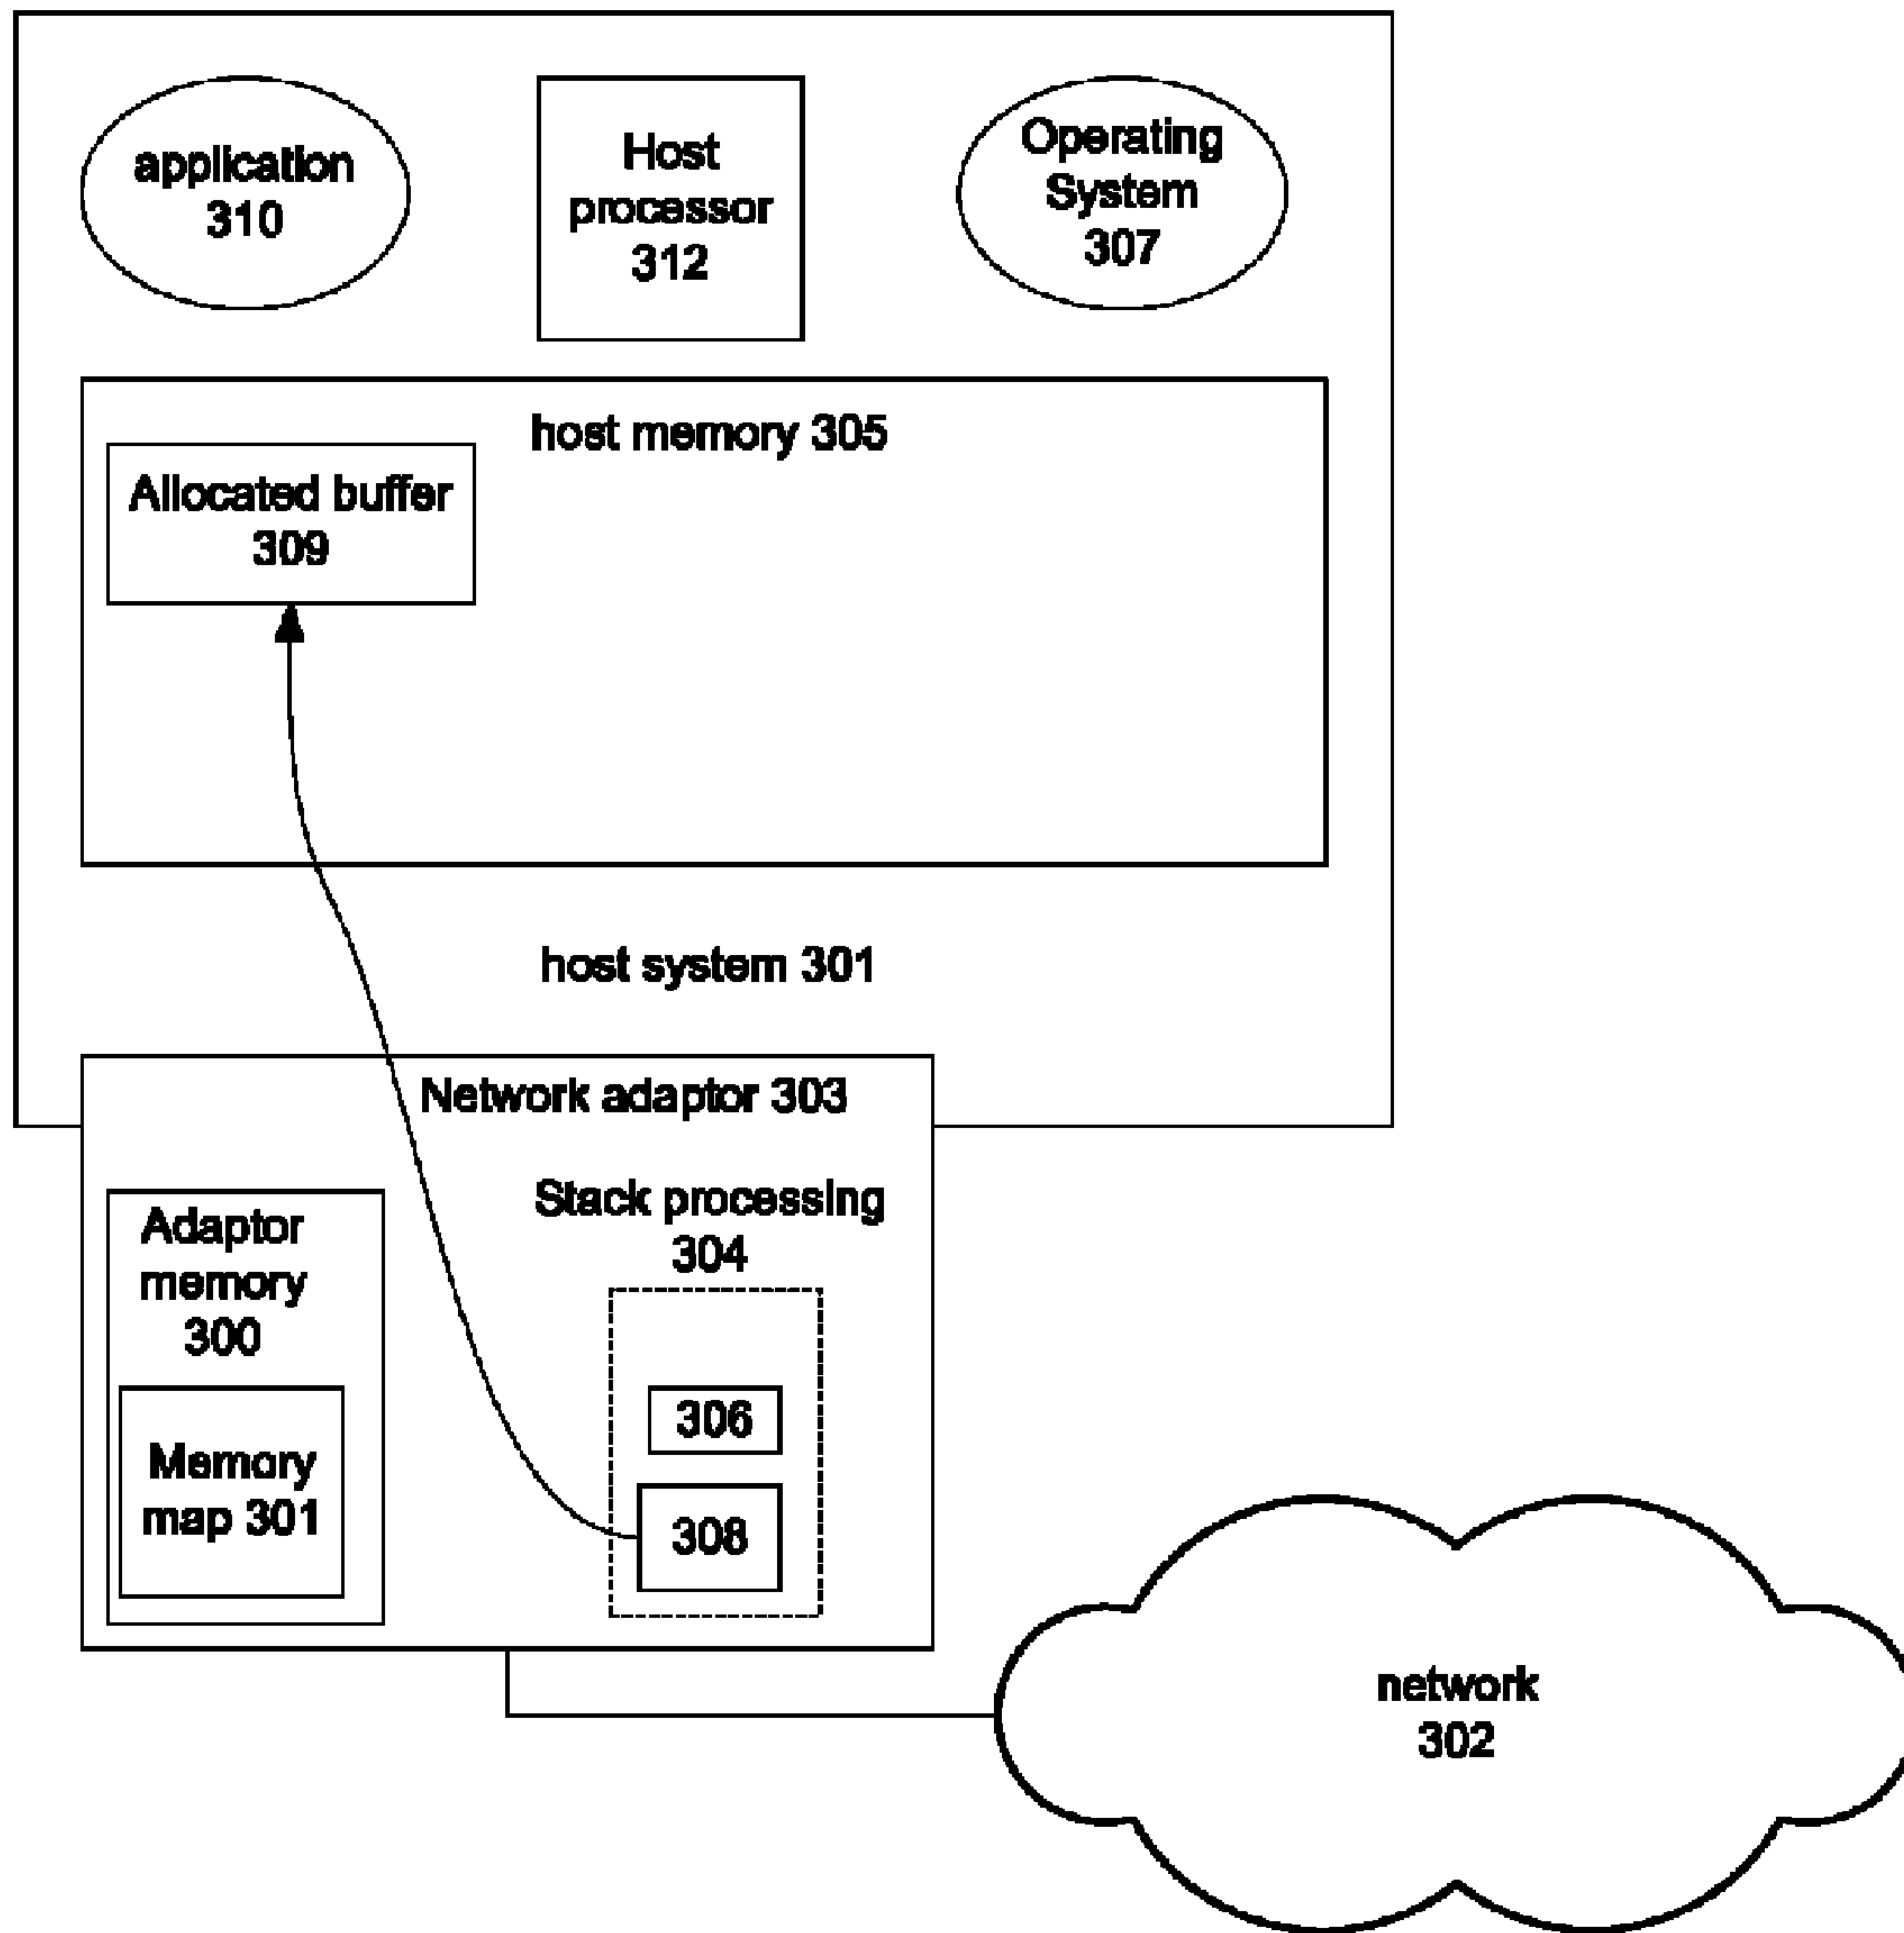 application
310
Host
processor
312
Operating
System
307
host memory 305
Allocated buffer
309
host system 301
Network adaptor 303
Stack processing
304
Adaptor
memory
300
306
Memory
map 301
308
network
302